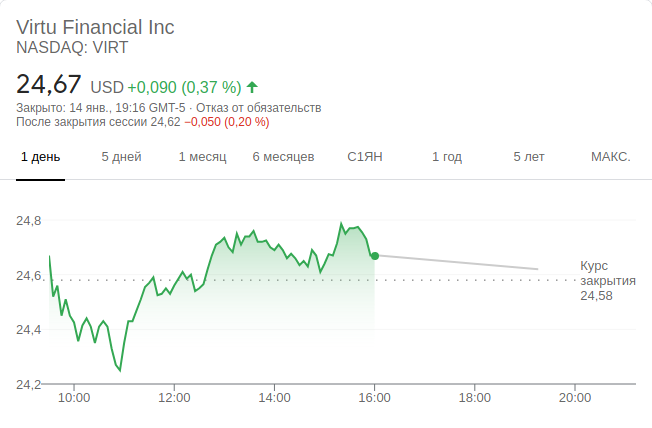 Virtu Financial Inc
NASDAQ: VIRT
24,67 USD +0,090 (0,37 %)
Закрыто: 14 янв., 19:16 GMT-5 · Отказ от обязательств
После закрытия сессии 24,62 −0,050 (0,20 %)
1 день 5 дней 1 месяц 6 месяцев С1ЯН 1 год 5 лет МАКС.
24,8
24,6
24,4
24,2
Курс
закрытия
24,58
10:00 12:00 14:00 16:00 18:00 20:00